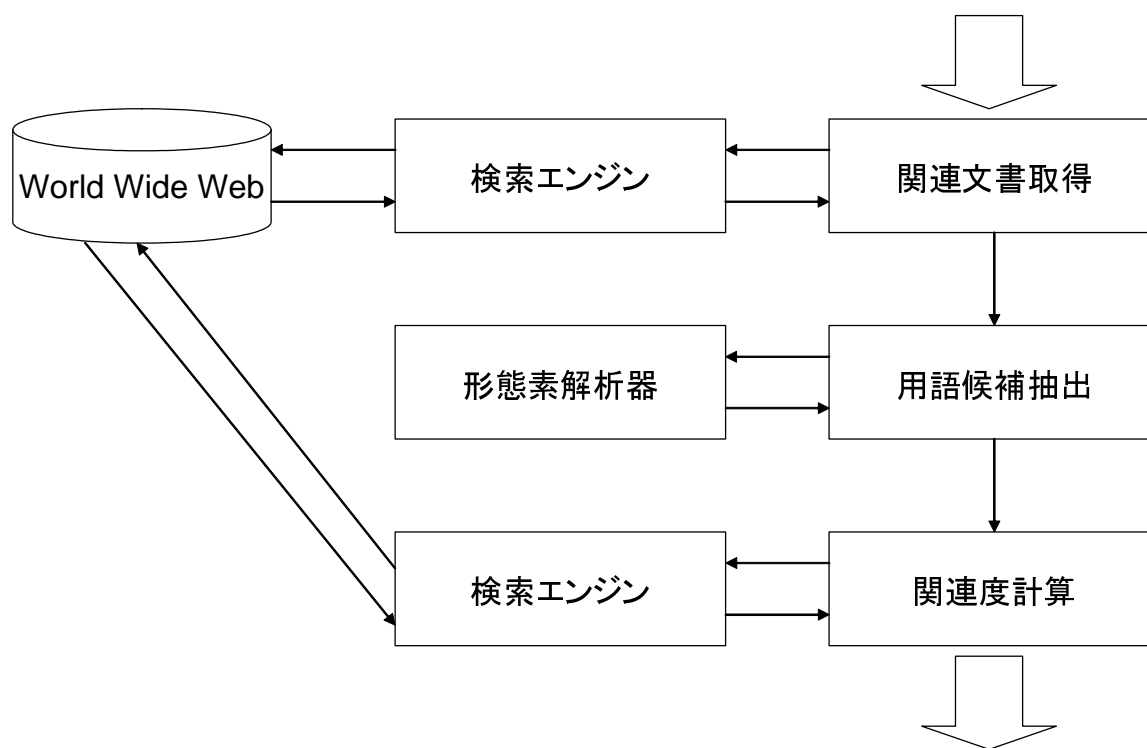 World Wide Web
検索エンジン
関連文書取得
形態素解析器
用語候補抽出
検索エンジン
関連度計算